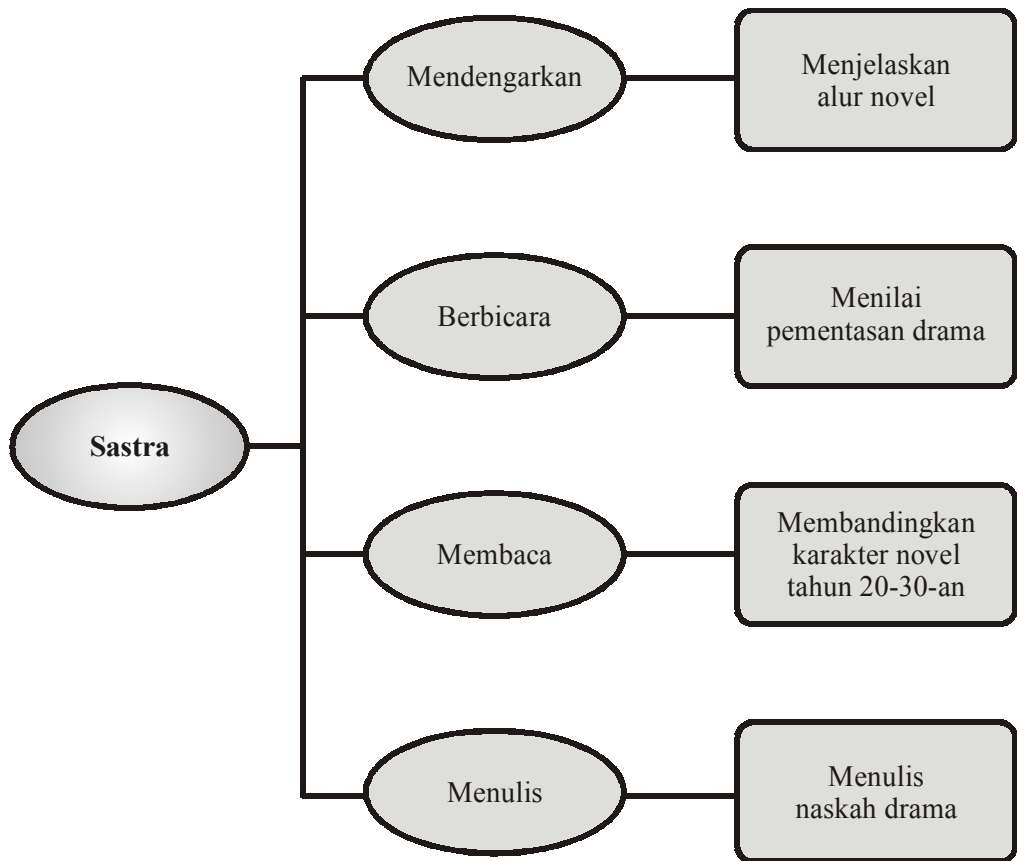 Mendengarkan
Menjelaskan
alur novel
Berbicara
Menilai
pementasan drama
Sastra
Membaca
Membandingkan
karakter novel
tahun 20-30-an
Menulis
Menulis
naskah drama